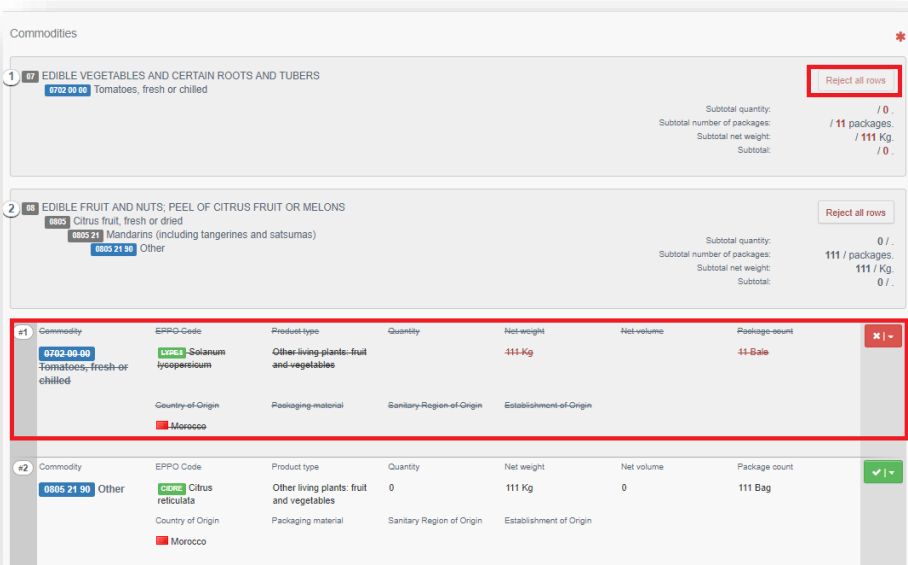 Commodities
*
1 07 EDIBLE VEGETABLES AND CERTAIN ROOTS AND TUBERS
Reject all rows
0702 00 00 Tomatoes, fresh or chilled
Subtotal quantity: / 0 .
Subtotal number of packages: / 11 packages.
Subtotal net weight: / 111 Kg.
Subtotal: / 0 .
2 08 EDIBLE FRUIT AND NUTS; PEEL OF CITRUS FRUIT OR MELONS
Reject all rows
0805 Citrus fruit, fresh or dried
0805 21 Mandarins (including tangerines and satsumas)
0805 21 90 Other
Subtotal quantity: 0 / .
Subtotal number of packages: 111 / packages.
Subtotal net weight: 111 / Kg.
Subtotal: 0 / .
#1 Commodity EPPO Code Product type Quantity Net weight Net volume Package count
0702 00 00 LYPES Solanum Other living plants: fruit 111 Kg 11 Bale
Tomatoes, fresh or lycopersicum and vegetables
chilled
Country of Origin Packaging material Sanitary Region of Origin Establishment of Origin
Morocco
#2 Commodity EPPO Code Product type Quantity Net weight Net volume Package count
0805 21 90 Other CIDRE Citrus Other living plants: fruit 0 111 Kg 0 111 Bag
reticulata and vegetables
Country of Origin Packaging material Sanitary Region of Origin Establishment of Origin
Morocco